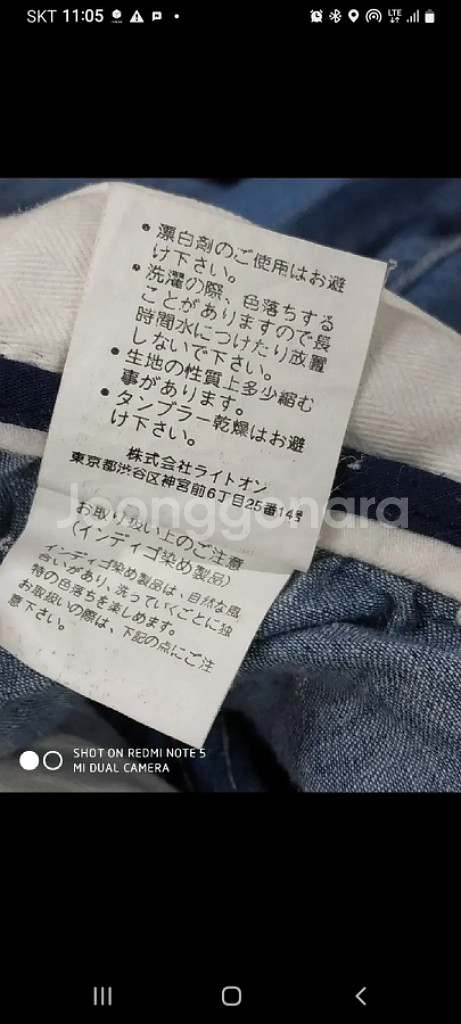 SKT 11:05
LTE
• 漂白剤のご使用はお避
け下さい。
• 洗濯の際、色落ちする
ことがありますので長
時間水につけたり放置
しないで下さい。
• 生地の性質上多少縮む
事があります。
• タンブラー乾燥はお避
け下さい。
株式会社ライトオン
東京都渋谷区神宮前6丁目25番14号
Joonggonara
お取り扱い上のご注意
(インディゴ染め製品)
インディゴ染め製品は、自然な風
合いがあり、洗っていくごとに独
特の色落ちを楽しめます。
お取扱いの際は、下記の点にご注
意下さい。
SHOT ON REDMI NOTE 5
MI DUAL CAMERA